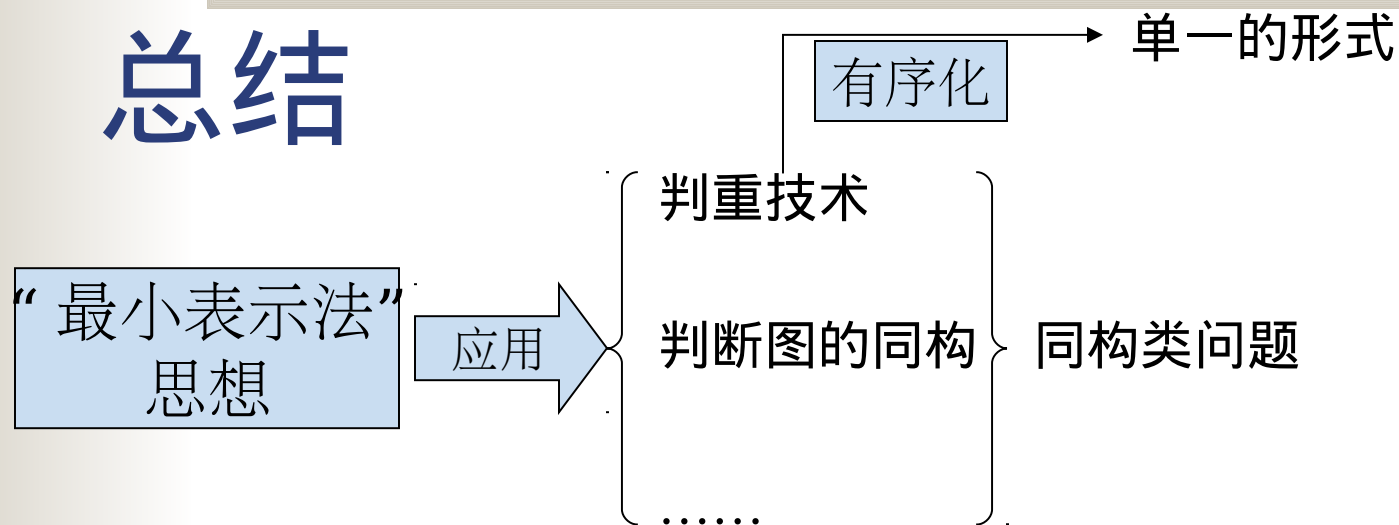 总结
单一的形式
有序化
判重技术
“ 最小表示法”
思想
应用
判断图的同构
同构类问题
……